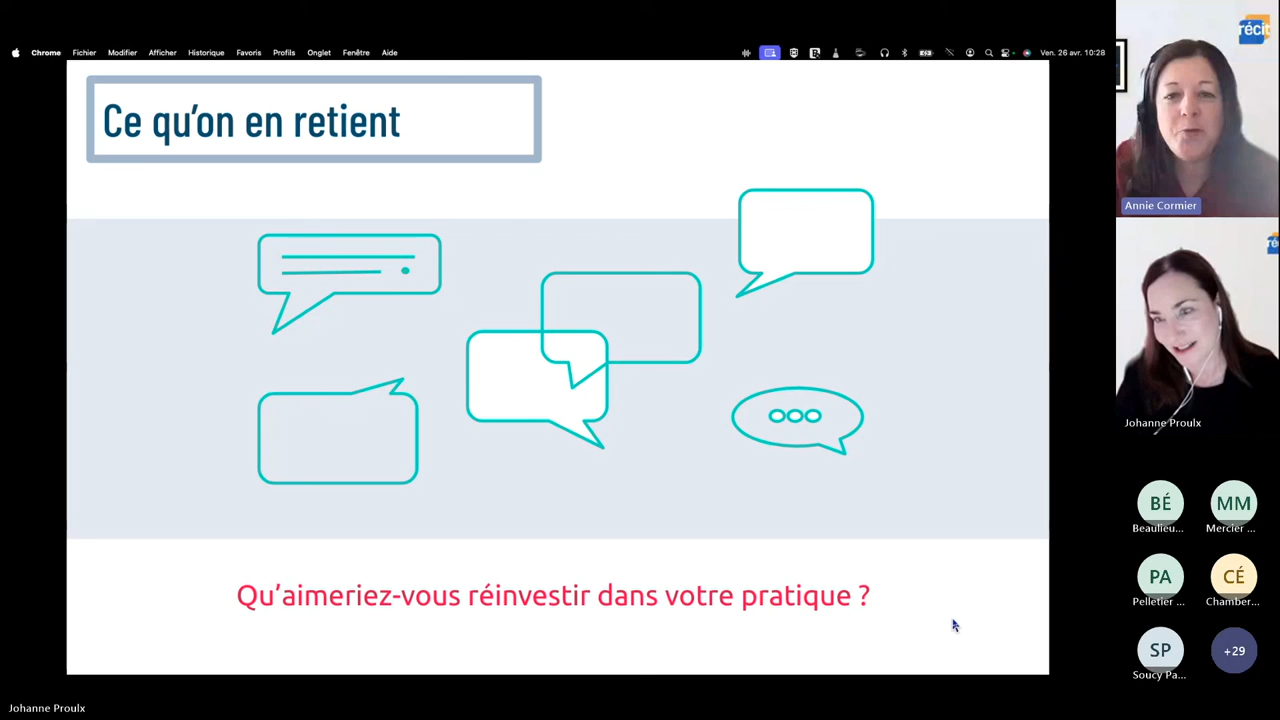 Chrome Fichier Modifier Afficher Historique Favoris Profils Onglet Fenêtre Aide Ven. 26 avr. 10:28
récit
Ce qu'on en retient
Annie Cormier
Johanne Proulx
BÉ MM
Beaulieu... Mercier ...
PA CÉ
Pelletier ... Chamber...
Qu'aimeriez-vous réinvestir dans votre pratique ?
SP +29
Soucy Pa...
Johanne Proulx